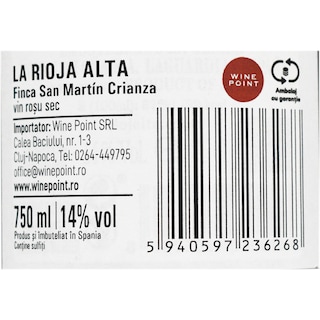 LA RIOJA ALTA
Finca San Martín Crianza
vin roșu sec
Importator: Wine Point SRL
Calea Baciului, nr. 1-3
Cluj-Napoca, Tel: 0264-449795
office@winepoint.ro
www.winepoint.ro
750 ml | 14% vol
Produs și îmbuteliat în Spania
Conține sulfiți
WINE
POINT
Ambalaj
cu garanție
5 940597 236268